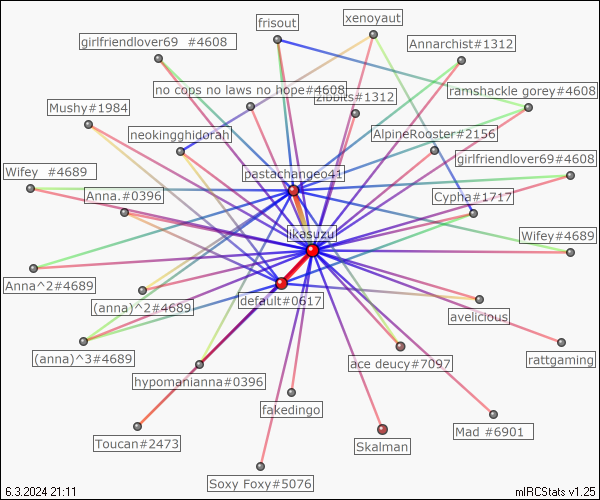 frisout
xenoyaut
girlfriendlover69 #4608
Annarchist#1312
no cops no laws no hope#4608
zibbits#1312
ramshackle gorey#4608
Mushy#1984
neokingghidorah
AlpineRooster#2156
pastachangeo41
girlfriendlover69#4608
Wifey #4689
Anna.#0396
Cypha#1717
ikasuzu
Wifey#4689
Anna^2#4689
(anna)^2#4689
default#0617
avelicious
(anna)^3#4689
hypomanianna#0396
ace deucy#7097
rattgaming
fakedingo
Toucan#2473
Skalman
Mad #6901
Soxy Foxy#5076
6.3.2024 21:11
mIRCStats v1.25